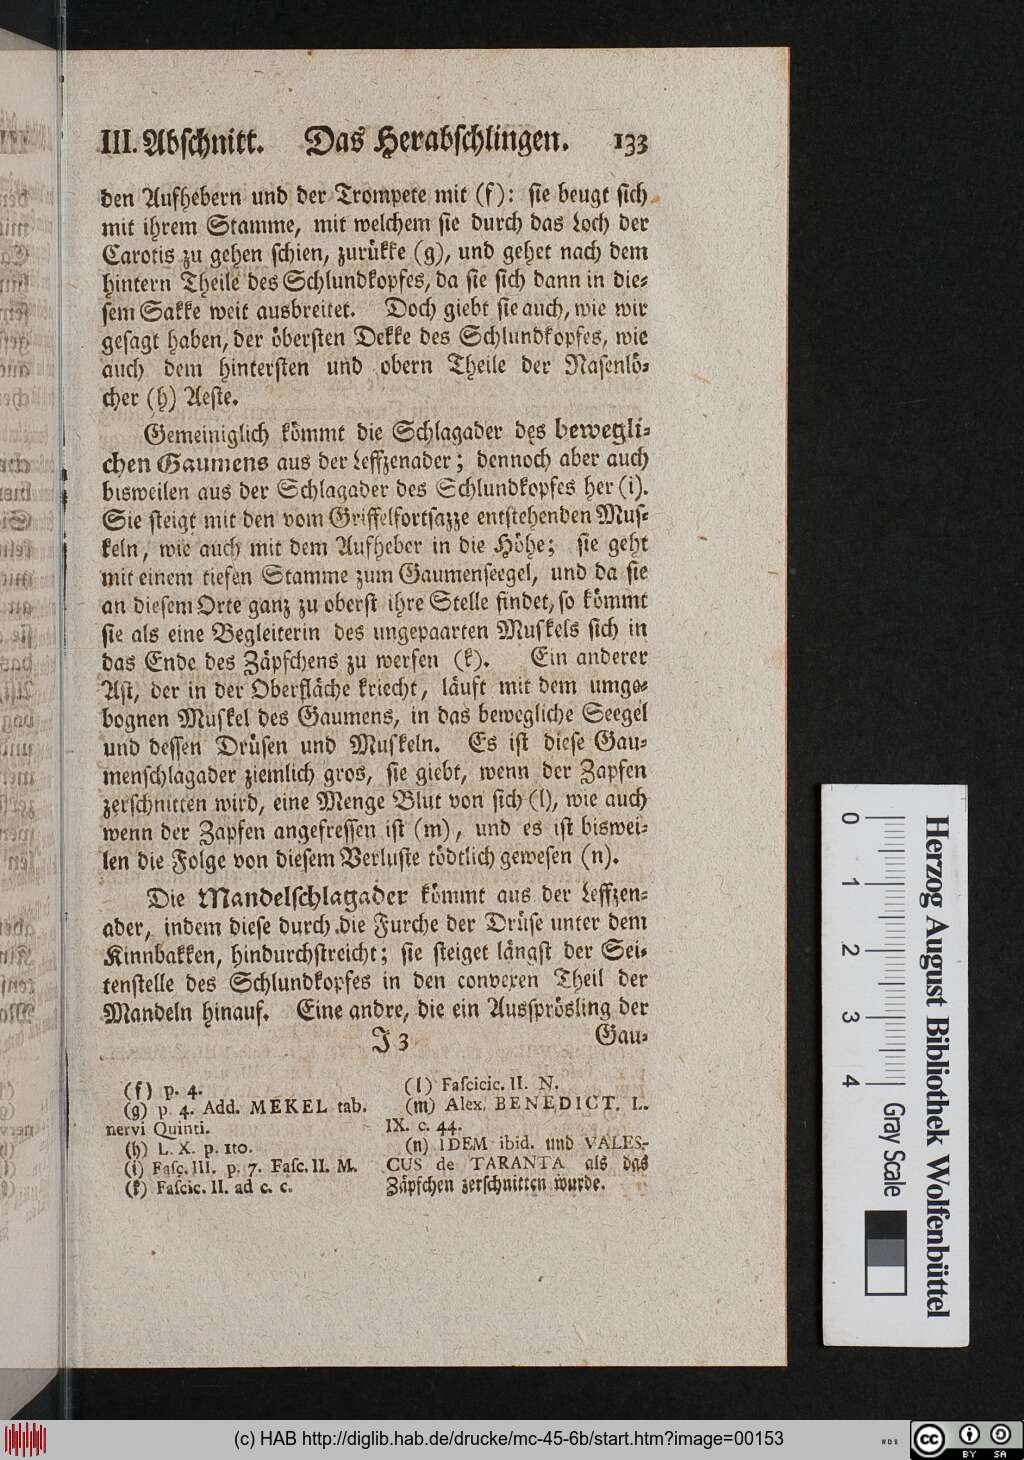 III. Abschnitt. Das Herabschlingen. 133
den Aufhebern und der Trompete mit (f): sie beugt sich
mit ihrem Stamme, mit welchem sie durch das Loch der
Carotis zu gehen schien, zurükke (g), und gehet nach dem
hintern Theile des Schlundkopfes, da sie sich dann in die-
sem Sakke weit ausbreitet. Doch giebt sie auch, wie wir
gesagt haben, der öbersten Dekke des Schlundkopfes, wie
auch dem hintersten und obern Theile der Nasenlö-
cher (h) Aeste.
Gemeiniglich kömmt die Schlagader des bewegli-
chen Gaumens aus der Leffzenader; dennoch aber auch
bisweilen aus der Schlagader des Schlundkopfes her (i).
Sie steigt mit den vom Griffelfortsazze entstehenden Mus-
keln, wie auch mit dem Aufheber in die Höhe; sie geht
mit einem tiefen Stamme zum Gaumenseegel, und da sie
an diesem Orte ganz zu oberst ihre Stelle findet, so kömmt
sie als eine Begleiterin des ungepaarten Muskels sich in
das Ende des Zäpfchens zu werfen (k). Ein anderer
Ast, der in der Oberfläche kriecht, läuft mit dem umge-
bognen Muskel des Gaumens, in das bewegliche Seegel
und dessen Drüsen und Muskeln. Es ist diese Gau-
menschlagader ziemlich gros, sie giebt, wenn der Zapfen
zerschnitten wird, eine Menge Blut von sich (l), wie auch
wenn der Zapfen angefressen ist (m), und es ist biswei-
len die Folge von diesem Verluste tödtlich gewesen (n).
Die Mandelschlagader kömmt aus der Leffzen-
ader, indem diese durch die Furche der Drüse unter dem
Kinnbakken, hindurchstreicht; sie steiget längst der Sei-
tenstelle des Schlundkopfes in den convexen Theil der
Mandeln hinauf. Eine andre, die ein Aussprösling der
J 3 Gau-
(f) p. 4.
(g) p. 4. Add. MEKEL tab.
nervi Quinti.
(h) L. X. p. 110.
(i) Fasc. III. p. 7. Fasc. II. M.
(k) Fascic. II. ad c. c.
(l) Fascicic. II. N.
(m) Alex. BENEDICT. L.
IX. c. 44.
(n) IDEM ibid. und VALES-
CUS de TARANTA als das
Zäpfchen zerschnitten wurde.
0 1 2 3 4
Gray Scale
Herzog August Bibliothek Wolfenbüttel
(c) HAB http://diglib.hab.de/drucke/mc-45-6b/start.htm?image=00153
cc BY SA